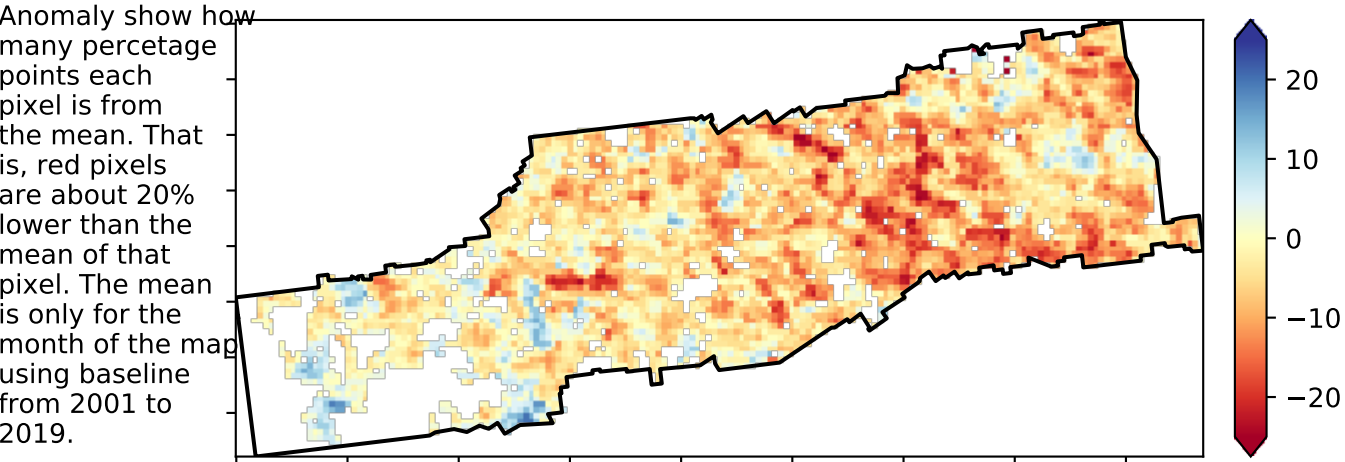 Anomaly show how
many percetage
points each
pixel is from
the mean. That
is, red pixels
are about 20%
lower than the
mean of that
pixel. The mean
is only for the
month of the map
using baseline
from 2001 to
2019.
20
10
0
−10
−20